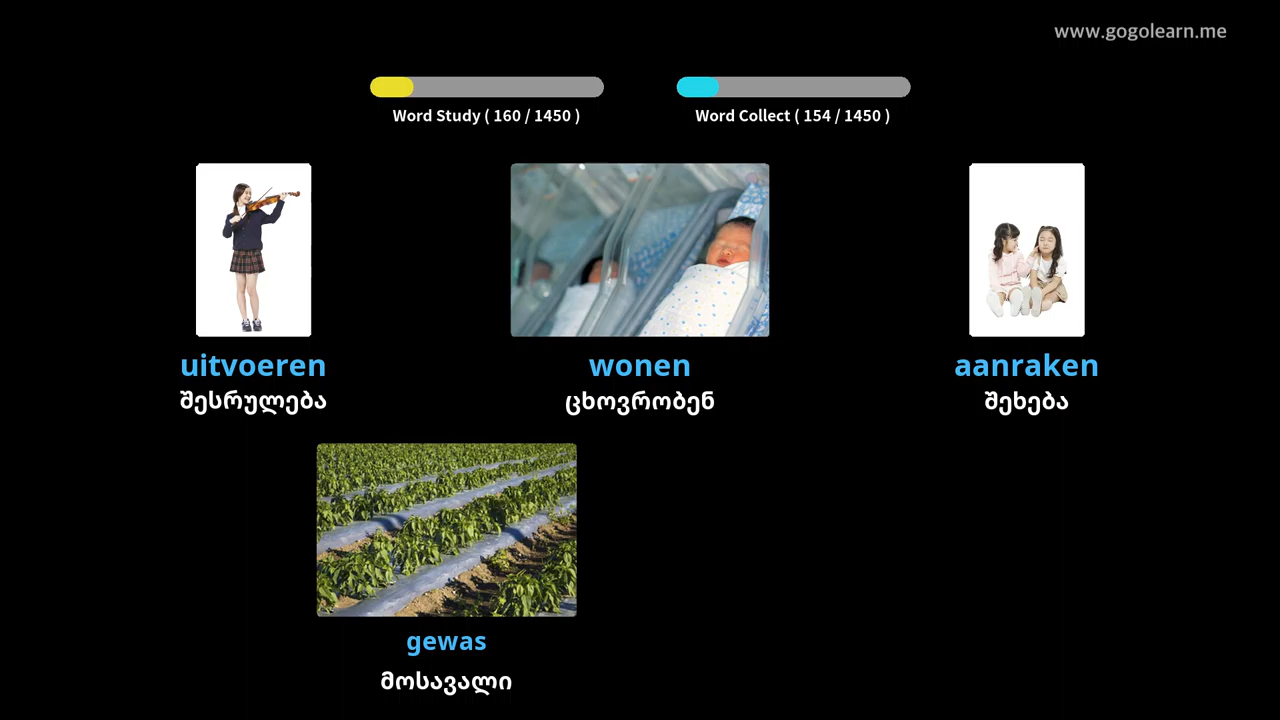 www.gogolearn.me
Word Study ( 160 / 1450 )
Word Collect ( 154 / 1450 )
uitvoeren
შესრულება
wonen
ცხოვრობენ
aanraken
შეხება
gewas
მოსავალი